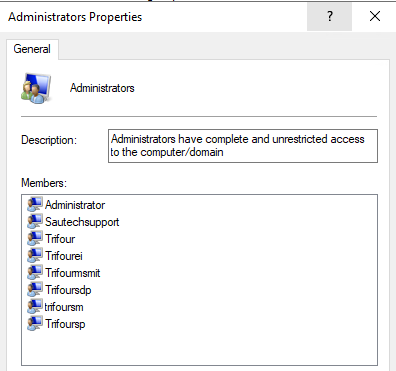 Administrators Properties
?
General
Administrators
Description:
Administrators have complete and unrestricted access
to the computer/domain
Members:
Administrator
Sautechsupport
Trifour
Trifourei
Trifourmsmit
Trifoursdp
trifoursm
Trifoursp